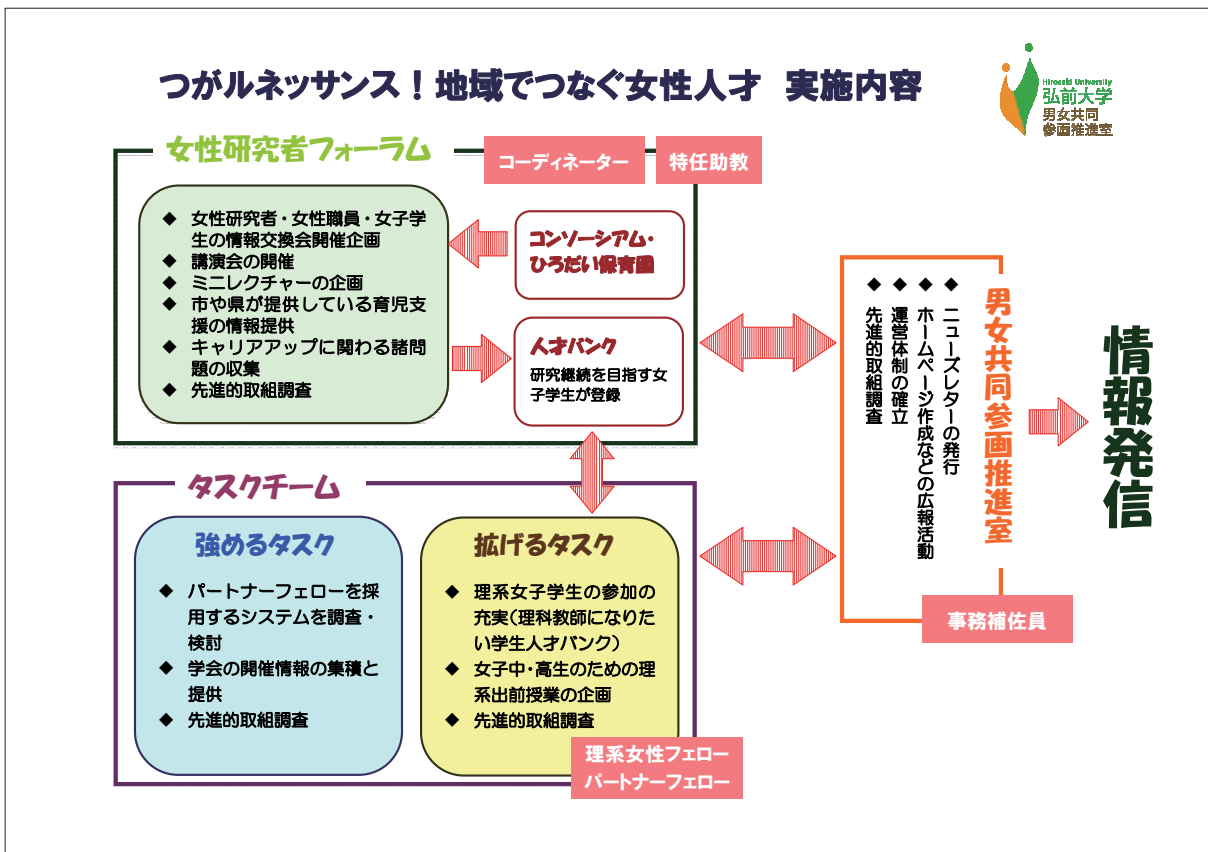 つがルネッサンス！地域でつなぐ女性人才　実施内容
Hirosaki University
弘前大学
男女共同
参画推進室
女性研究者フォーラム
コーディネーター
特任助教
◆ 女性研究者・女性職員・女子学
生の情報交換会開催企画
◆ 講演会の開催
◆ ミニレクチャーの企画
◆ 市や県が提供している育児支
援の情報提供
◆ キャリアアップに関わる諸問
題の収集
◆ 先進的取組調査
コンソーシアム・
ひろだい保育園
人才バンク
研究継続を目指す女
子学生が登録
タスクチーム
強めるタスク
◆ パートナーフェローを採
用するシステムを調査・
検討
◆ 学会の開催情報の集積と
提供
◆ 先進的取組調査
拡げるタスク
◆ 理系女子学生の参加の
充実（理科教師になりた
い学生人才バンク）
◆ 女子中・高生のための理
系出前授業の企画
◆ 先進的取組調査
理系女性フェロー
パートナーフェロー
男女共同参画推進室
◆ ニューズレターの発行
◆ ホームページ作成などの広報活動
◆ 運営体制の確立
◆ 先進的取組調査
事務補佐員
情報発信